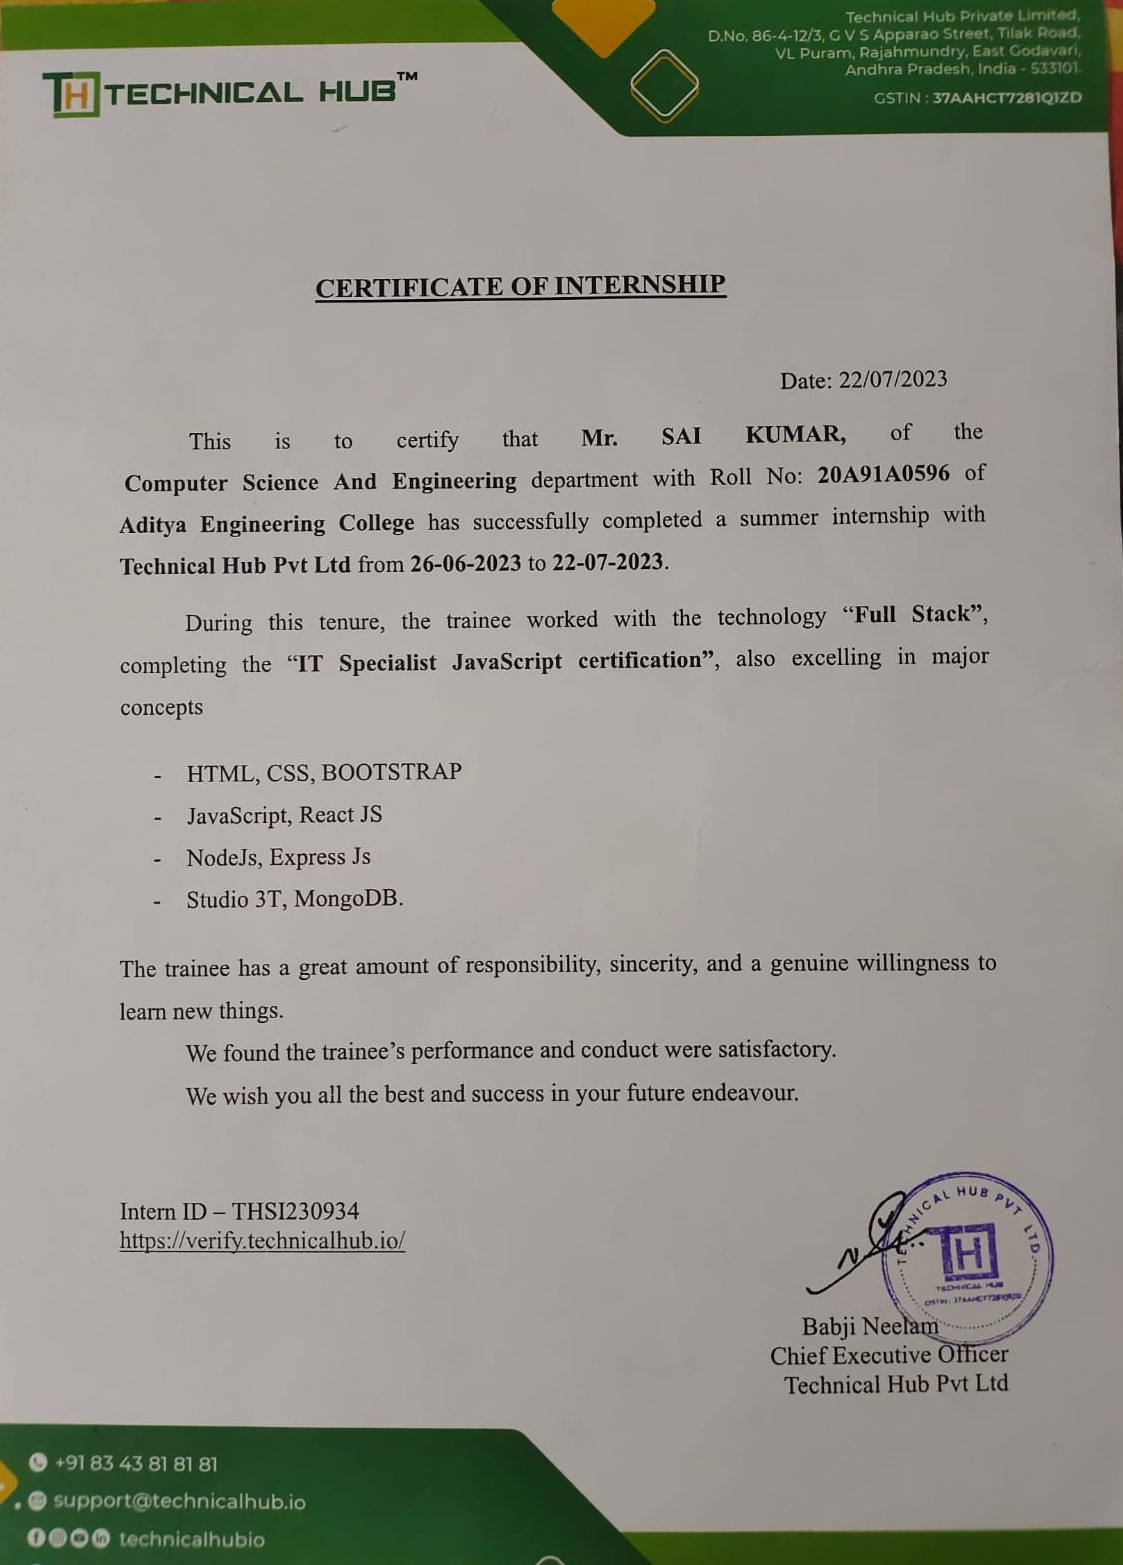 TH TECHNICAL HUB™
Technical Hub Private Limited,
D.No. 86-4-12/3, G V S Apparao Street, Tilak Road,
VL Puram, Rajahmundry, East Godavari,
Andhra Pradesh, India - 533101.
GSTIN : 37AAHCT7281Q1ZD
CERTIFICATE OF INTERNSHIP
Date: 22/07/2023
This is to certify that Mr. SAI KUMAR, of the
Computer Science And Engineering department with Roll No: 20A91A0596 of
Aditya Engineering College has successfully completed a summer internship with
Technical Hub Pvt Ltd from 26-06-2023 to 22-07-2023.
During this tenure, the trainee worked with the technology “Full Stack”,
completing the “IT Specialist JavaScript certification”, also excelling in major
concepts
- HTML, CSS, BOOTSTRAP
- JavaScript, React JS
- NodeJs, Express Js
- Studio 3T, MongoDB.
The trainee has a great amount of responsibility, sincerity, and a genuine willingness to
learn new things.
We found the trainee’s performance and conduct were satisfactory.
We wish you all the best and success in your future endeavour.
Intern ID – THSI230934
https://verify.technicalhub.io/
TECHNICAL HUB PVT LTD.
TH
TECHNICAL HUB
GSTIN : 37AAHCT7281Q1ZD
Babji Neelam
Chief Executive Officer
Technical Hub Pvt Ltd
+91 83 43 81 81 81
support@technicalhub.io
technicalhubio